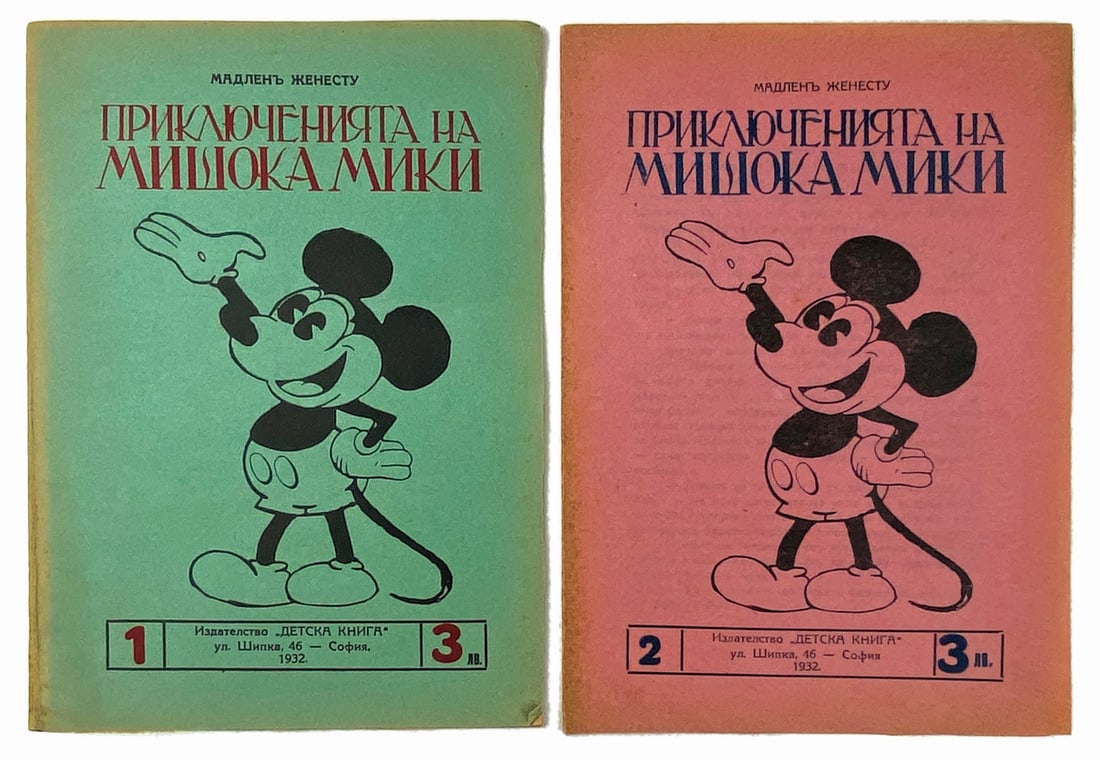 МАДЛЕНЪ ЖЕНЕСТУ
ПРИКЛЮЧЕНИЯТА НА
МИШОКА МИКИ
1
Издателство „ДЕТСКА КНИГА“
ул. Шипка, 46 — София,
1932.
3 лв.
МАДЛЕНЪ ЖЕНЕСТУ
ПРИКЛЮЧЕНИЯТА НА
МИШОКА МИКИ
2
Издателство „ДЕТСКА КНИГА“
ул. Шипка, 46 — София
1932.
3 лв.